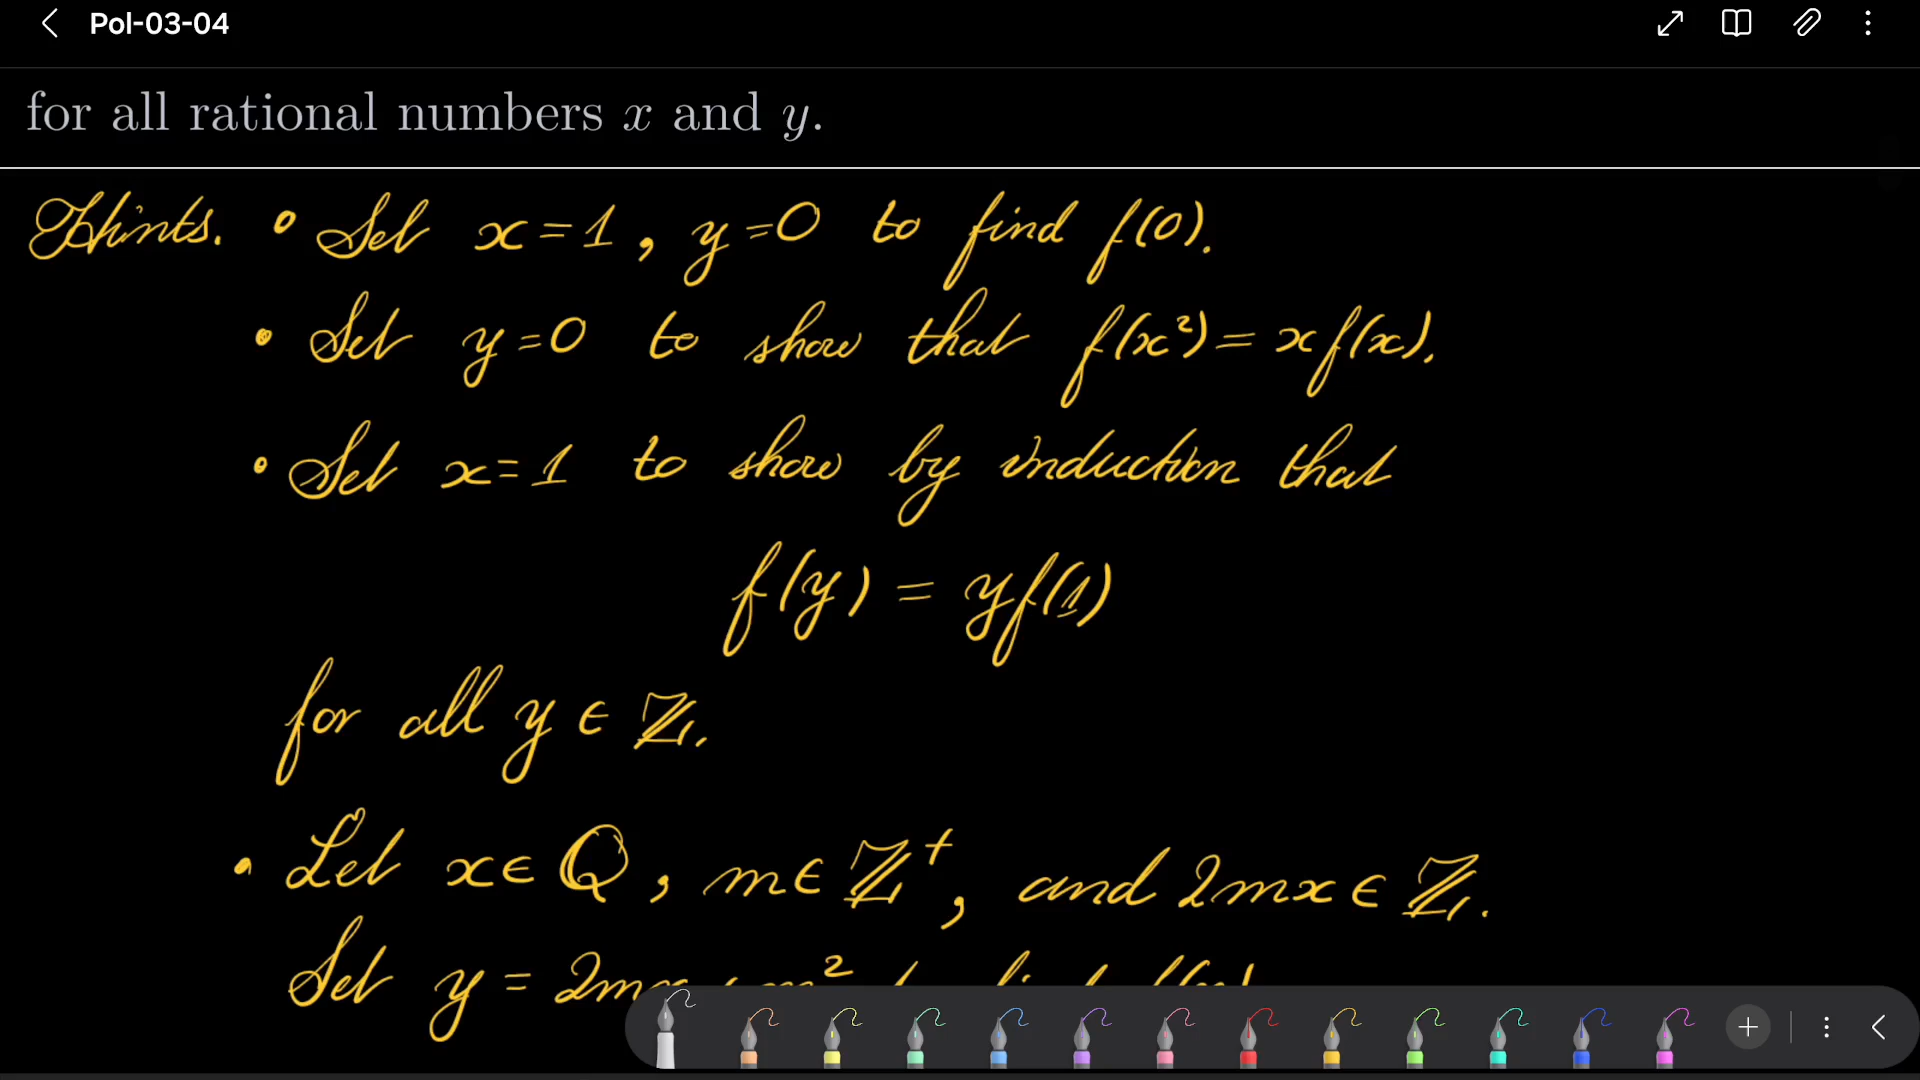 Pol-03-04
for all rational numbers x and y.
Hints. • Set x=1, y=0 to find f(0).
• Set y=0 to show that f(x²)=xf(x).
• Set x=1 to show by induction that
f(y) = yf(1)
for all y ∈ ℤ.
• Let x∈ℚ, m∈ℤ⁺, and 2mx∈ℤ.
Set y =